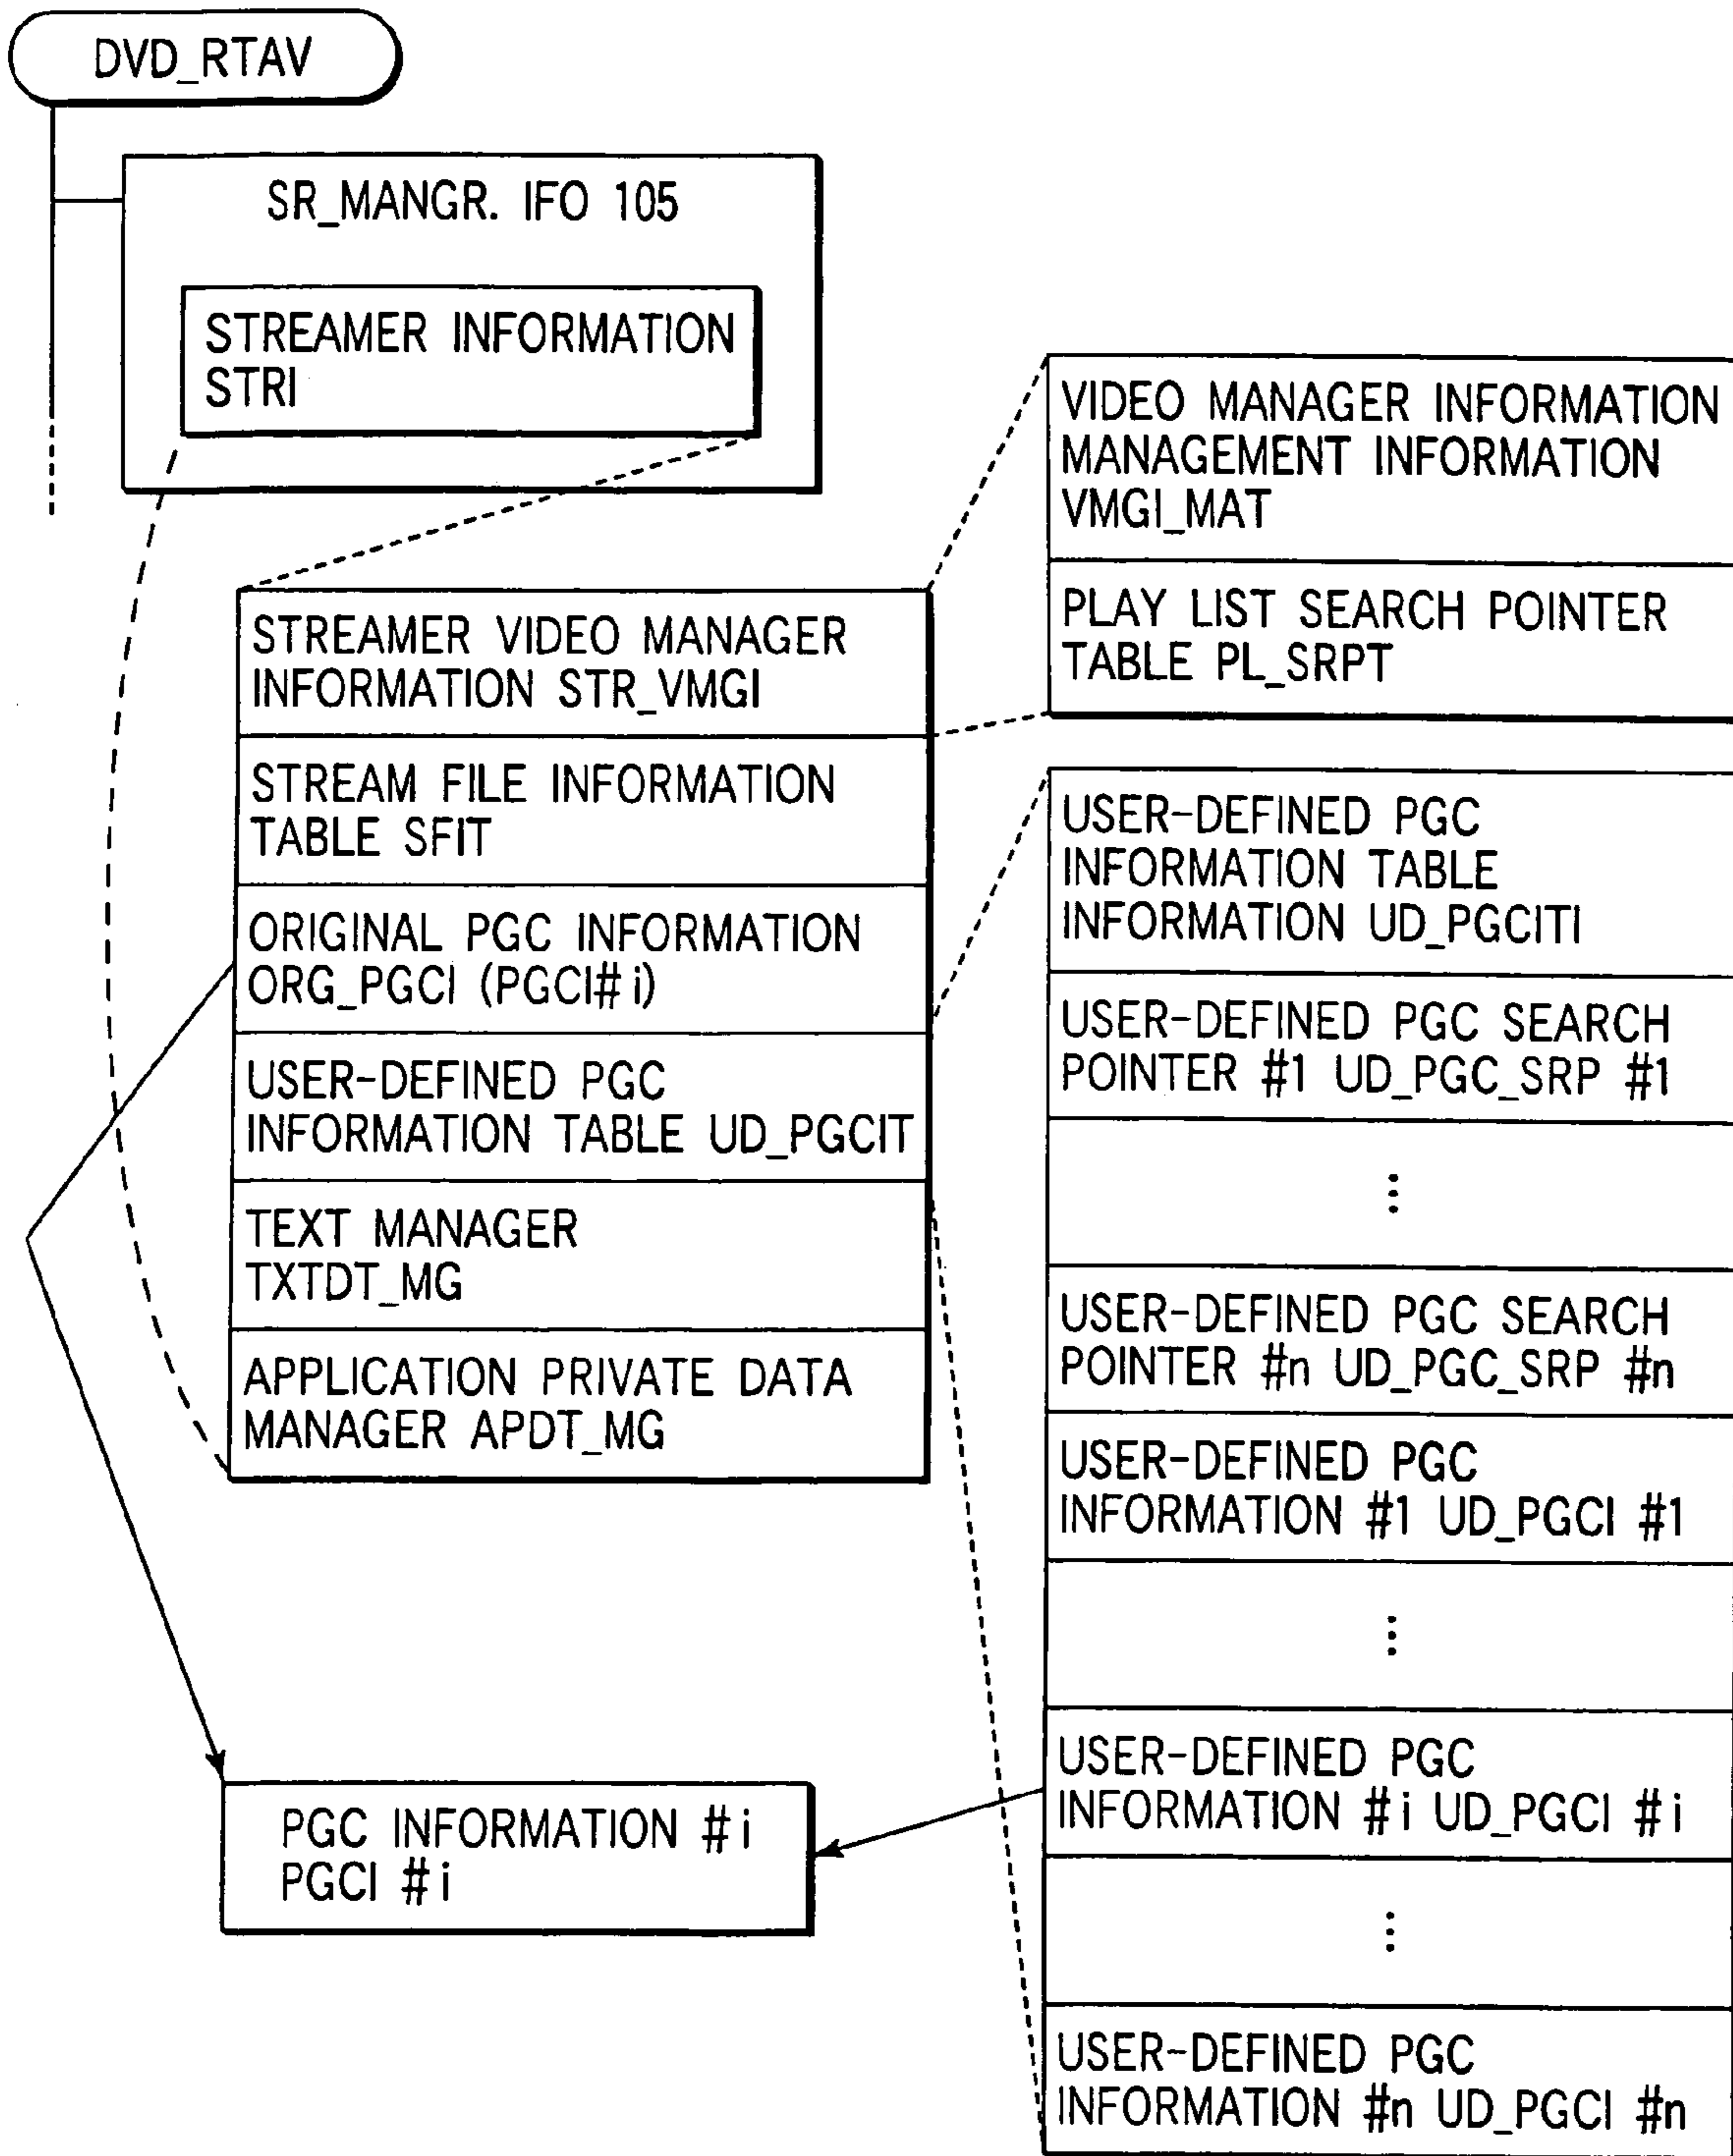 DVD_RTAV
SR_MANGR. IFO 105
STREAMER INFORMATION
STRI
STREAMER VIDEO MANAGER
INFORMATION STR_VMGI
STREAM FILE INFORMATION
TABLE SFIT
ORIGINAL PGC INFORMATION
ORG_PGCI (PGCI# i)
USER-DEFINED PGC
INFORMATION TABLE UD_PGCIT
TEXT MANAGER
TXTDT_MG
APPLICATION PRIVATE DATA
MANAGER APDT_MG
PGC INFORMATION # i
PGCI # i
VIDEO MANAGER INFORMATION
MANAGEMENT INFORMATION
VMGI_MAT
PLAY LIST SEARCH POINTER
TABLE PL_SRPT
USER-DEFINED PGC
INFORMATION TABLE
INFORMATION UD_PGCITI
USER-DEFINED PGC SEARCH
POINTER #1 UD_PGC_SRP #1
⋮
USER-DEFINED PGC SEARCH
POINTER #n UD_PGC_SRP #n
USER-DEFINED PGC
INFORMATION #1 UD_PGCI #1
⋮
USER-DEFINED PGC
INFORMATION # i UD_PGCI # i
⋮
USER-DEFINED PGC
INFORMATION #n UD_PGCI #n